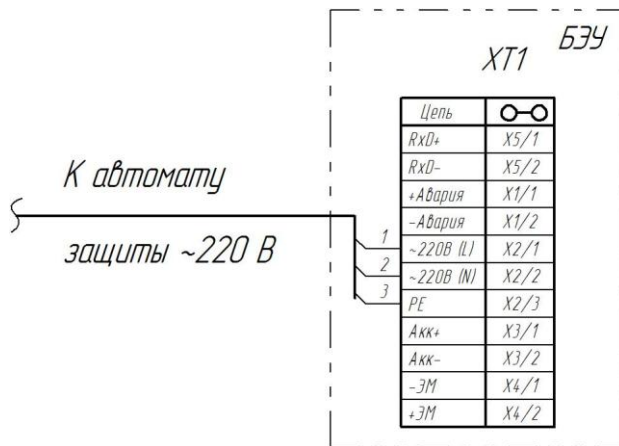 БЭУ
XT1
Цепь
RxD+ X5/1
RxD- X5/2
+Авария X1/1
-Авария X1/2
1 ~220В (L) X2/1
2 ~220В (N) X2/2
3 PE X2/3
Акк+ X3/1
Акк- X3/2
-ЭМ X4/1
+ЭМ X4/2
К автомату
защиты ~220 В